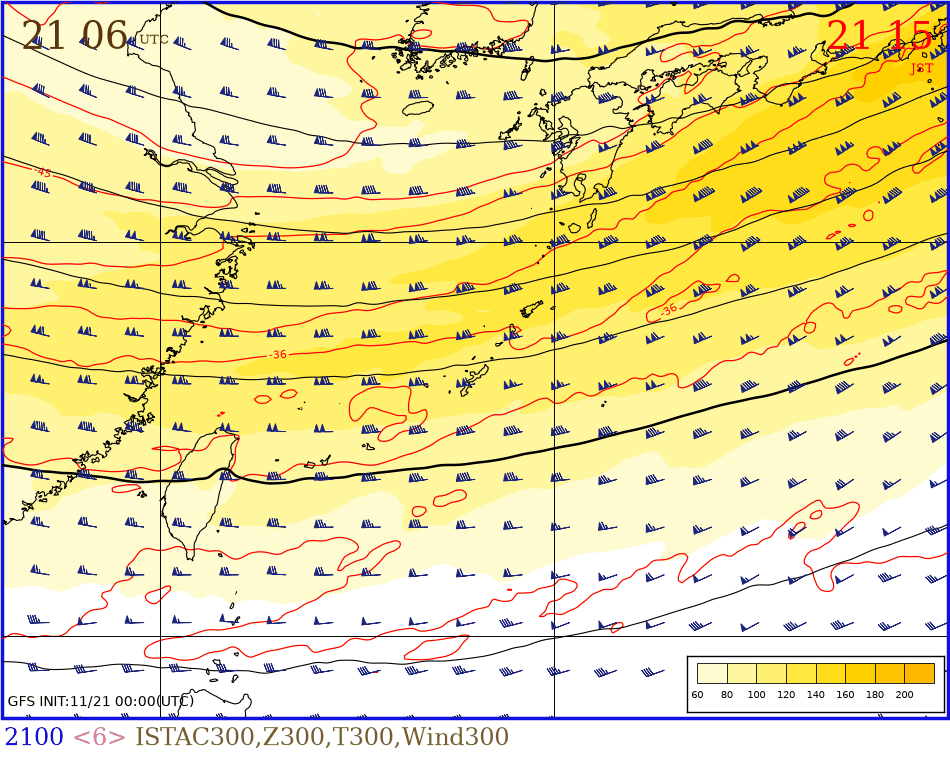 21 06 UTC
21 15 JST
-45
-36
-36
60 80 100 120 140 160 180 200
GFS INIT:11/21 00:00(UTC)
2100 <6> ISTAC300,Z300,T300,Wind300